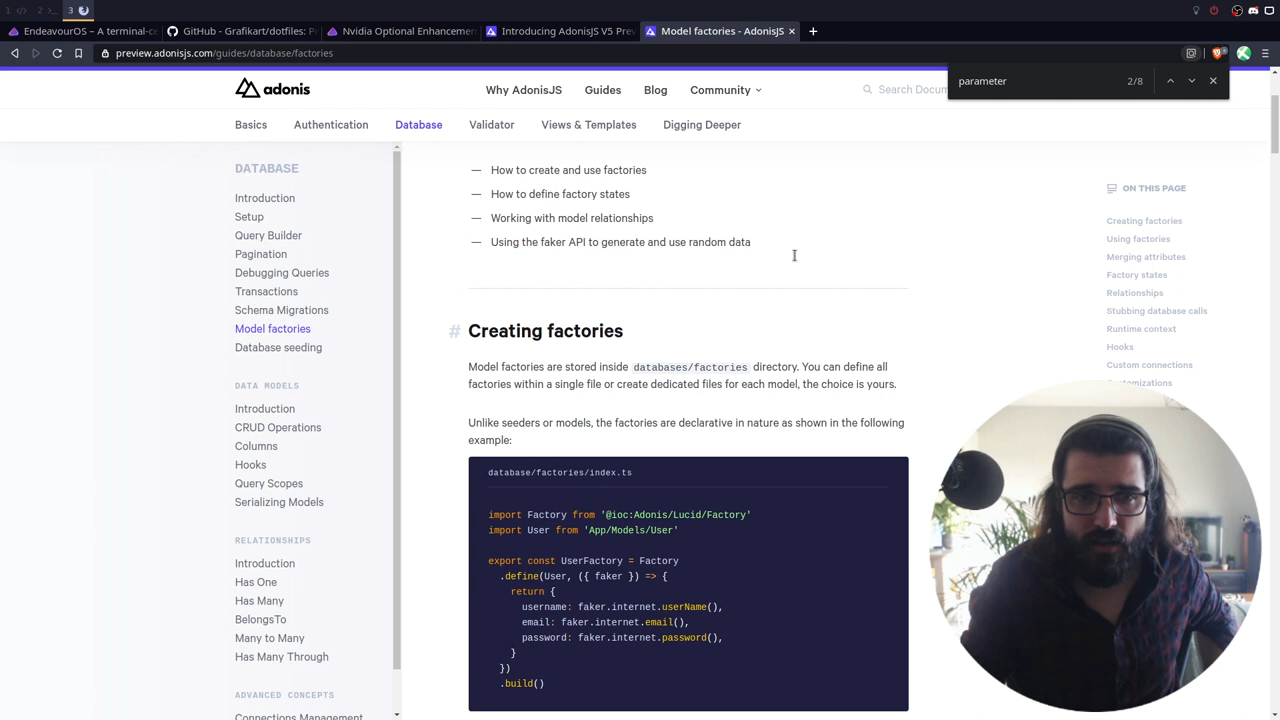 1 </> 2 >_ 3
EndeavourOS – A terminal-ce
GitHub - Grafikart/dotfiles: Pr
Nvidia Optional Enhancemen
Introducing AdonisJS V5 Prev
Model factories - AdonisJS
preview.adonisjs.com/guides/database/factories
parameter 2/8
adonis
Why AdonisJS Guides Blog Community
Search Docum
Basics Authentication Database Validator Views & Templates Digging Deeper
DATABASE
Introduction
Setup
Query Builder
Pagination
Debugging Queries
Transactions
Schema Migrations
Model factories
Database seeding
DATA MODELS
Introduction
CRUD Operations
Columns
Hooks
Query Scopes
Serializing Models
RELATIONSHIPS
Introduction
Has One
Has Many
BelongsTo
Many to Many
Has Many Through
ADVANCED CONCEPTS
Connections Management
— How to create and use factories
— How to define factory states
— Working with model relationships
— Using the faker API to generate and use random data
# Creating factories
Model factories are stored inside databases/factories directory. You can define all
factories within a single file or create dedicated files for each model, the choice is yours.
Unlike seeders or models, the factories are declarative in nature as shown in the following
example:
database/factories/index.ts
import Factory from '@ioc:Adonis/Lucid/Factory'
import User from 'App/Models/User'
export const UserFactory = Factory
.define(User, ({ faker }) => {
return {
username: faker.internet.userName(),
email: faker.internet.email(),
password: faker.internet.password(),
}
})
.build()
ON THIS PAGE
Creating factories
Using factories
Merging attributes
Factory states
Relationships
Stubbing database calls
Runtime context
Hooks
Custom connections
Customizations